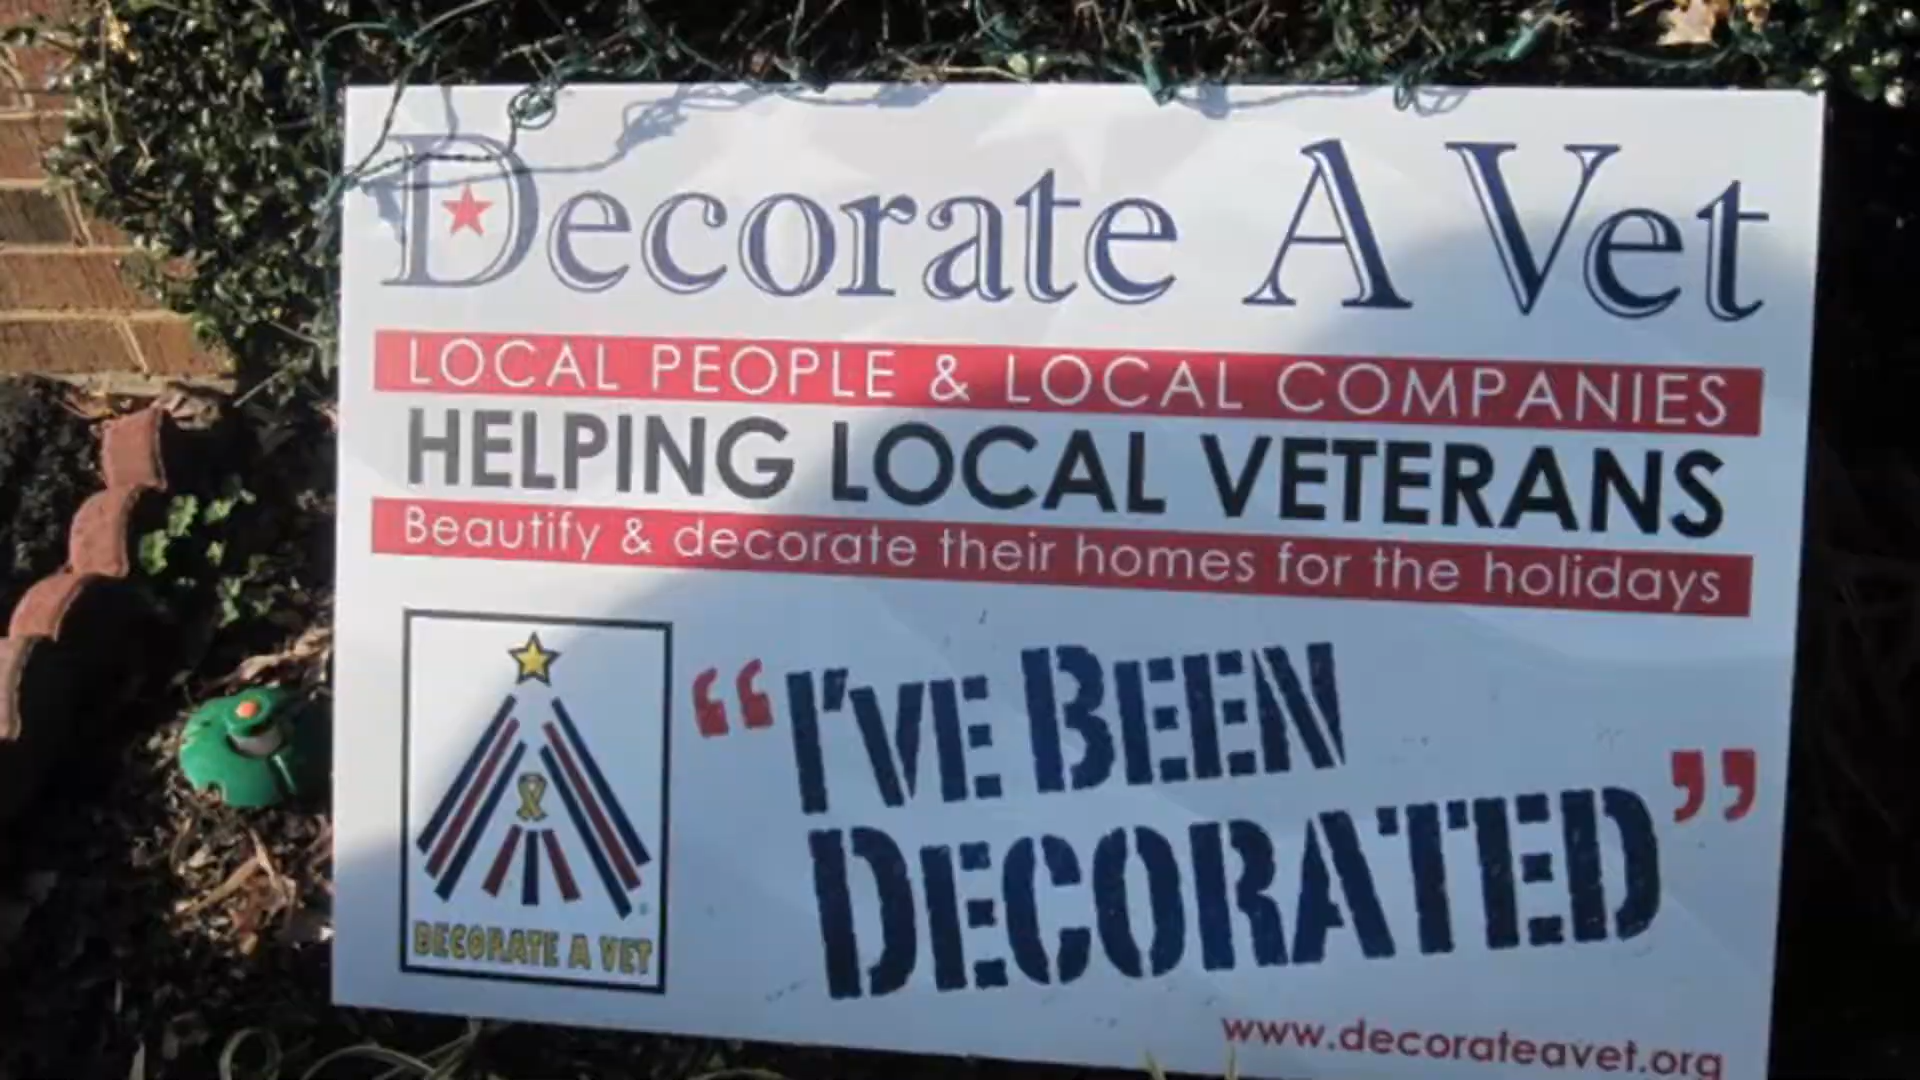 Decorate A Vet
LOCAL PEOPLE & LOCAL COMPANIES
HELPING LOCAL VETERANS
Beautify & decorate their homes for the holidays
DECORATE A VET
“I'VE BEEN
DECORATED”
www.decorateavet.org